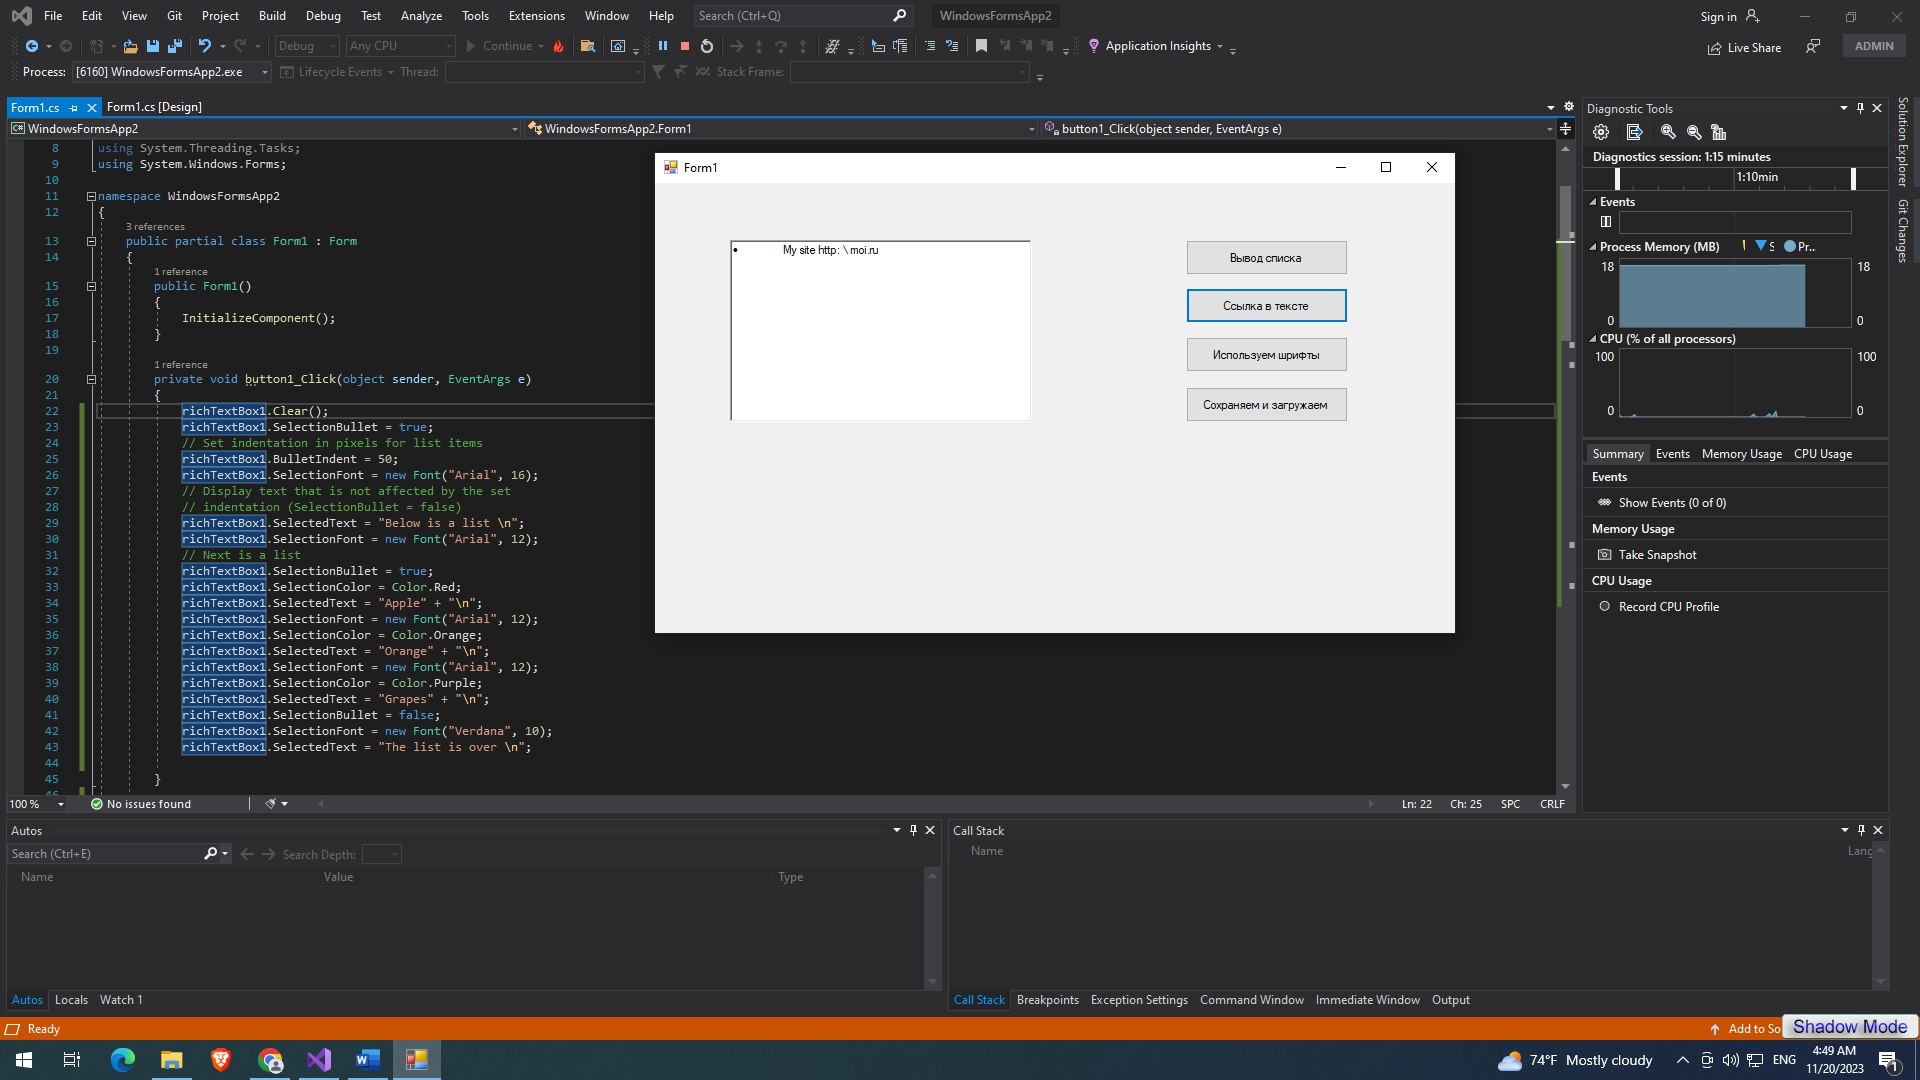 File Edit View Git Project Build Debug Test Analyze Tools Extensions Window Help Search (Ctrl+Q) WindowsFormsApp2 Sign in
Debug Any CPU Continue Application Insights Live Share ADMIN
Process: [6160] WindowsFormsApp2.exe Lifecycle Events Thread: Stack Frame:
Form1.cs Form1.cs [Design]
WindowsFormsApp2 WindowsFormsApp2.Form1 button1_Click(object sender, EventArgs e)
8 using System.Threading.Tasks;
9 using System.Windows.Forms;
10
11 namespace WindowsFormsApp2
12 {
3 references
13 public partial class Form1 : Form
14 {
1 reference
15 public Form1()
16 {
17 InitializeComponent();
18 }
19
1 reference
20 private void button1_Click(object sender, EventArgs e)
21 {
22 richTextBox1.Clear();
23 richTextBox1.SelectionBullet = true;
24 // Set indentation in pixels for list items
25 richTextBox1.BulletIndent = 50;
26 richTextBox1.SelectionFont = new Font("Arial", 16);
27 // Display text that is not affected by the set
28 // indentation (SelectionBullet = false)
29 richTextBox1.SelectedText = "Below is a list \n";
30 richTextBox1.SelectionFont = new Font("Arial", 12);
31 // Next is a list
32 richTextBox1.SelectionBullet = true;
33 richTextBox1.SelectionColor = Color.Red;
34 richTextBox1.SelectedText = "Apple" + "\n";
35 richTextBox1.SelectionFont = new Font("Arial", 12);
36 richTextBox1.SelectionColor = Color.Orange;
37 richTextBox1.SelectedText = "Orange" + "\n";
38 richTextBox1.SelectionFont = new Font("Arial", 12);
39 richTextBox1.SelectionColor = Color.Purple;
40 richTextBox1.SelectedText = "Grapes" + "\n";
41 richTextBox1.SelectionBullet = false;
42 richTextBox1.SelectionFont = new Font("Verdana", 10);
43 richTextBox1.SelectedText = "The list is over \n";
44
45 }
Form1
• My site http: \ moi.ru
Вывод списка
Ссылка в тексте
Используем шрифты
Сохраняем и загружаем
Diagnostic Tools
Diagnostics session: 1:15 minutes
1:10min
Events
Process Memory (MB) S Pr...
18 18
0 0
CPU (% of all processors)
100 100
0 0
Summary Events Memory Usage CPU Usage
Events
Show Events (0 of 0)
Memory Usage
Take Snapshot
CPU Usage
Record CPU Profile
Solution Explorer
Git Changes
100 % No issues found Ln: 22 Ch: 25 SPC CRLF
Autos
Search (Ctrl+E) Search Depth:
Name Value Type
Autos Locals Watch 1
Call Stack
Name Lang
Call Stack Breakpoints Exception Settings Command Window Immediate Window Output
Ready Add to So
Shadow Mode
74°F Mostly cloudy ENG 4:49 AM
11/20/2023 1